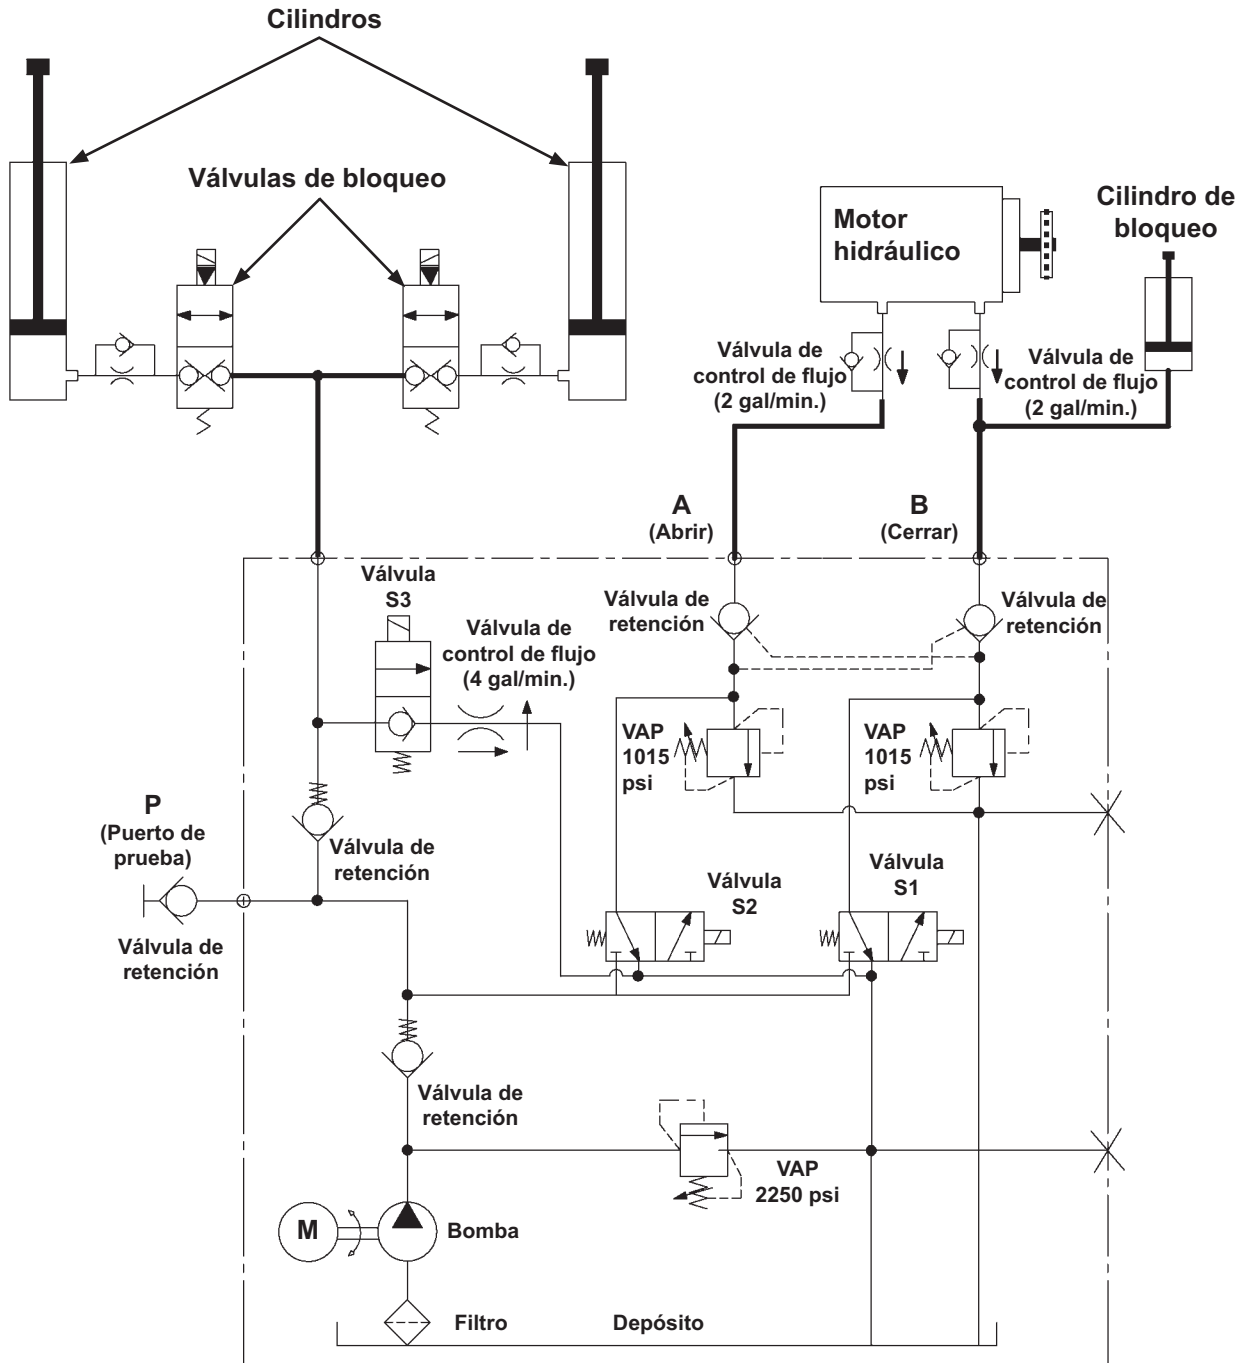 Cilindros
Válvulas de bloqueo
Motor
hidráulico
Cilindro de
bloqueo
Válvula de
control de flujo
(2 gal/min.)
Válvula de
control de flujo
(2 gal/min.)
A
(Abrir)
B
(Cerrar)
Válvula
S3
Válvula de
control de flujo
(4 gal/min.)
Válvula de
retención
Válvula de
retención
VAP
1015
psi
VAP
1015
psi
P
(Puerto de
prueba)
Válvula de
retención
Válvula de
retención
Válvula
S2
Válvula
S1
Válvula de
retención
VAP
2250 psi
M
Bomba
Filtro
Depósito